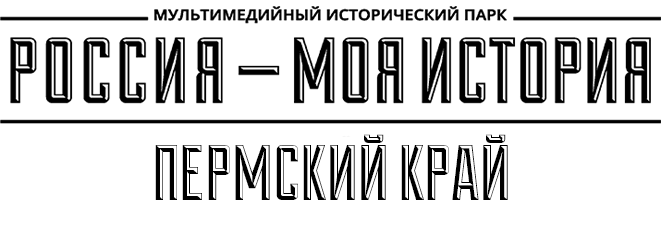 МУЛЬТИМЕДИЙНЫЙ ИСТОРИЧЕСКИЙ ПАРК
РОССИЯ — МОЯ ИСТОРИЯ
ПЕРМСКИЙ КРАЙ